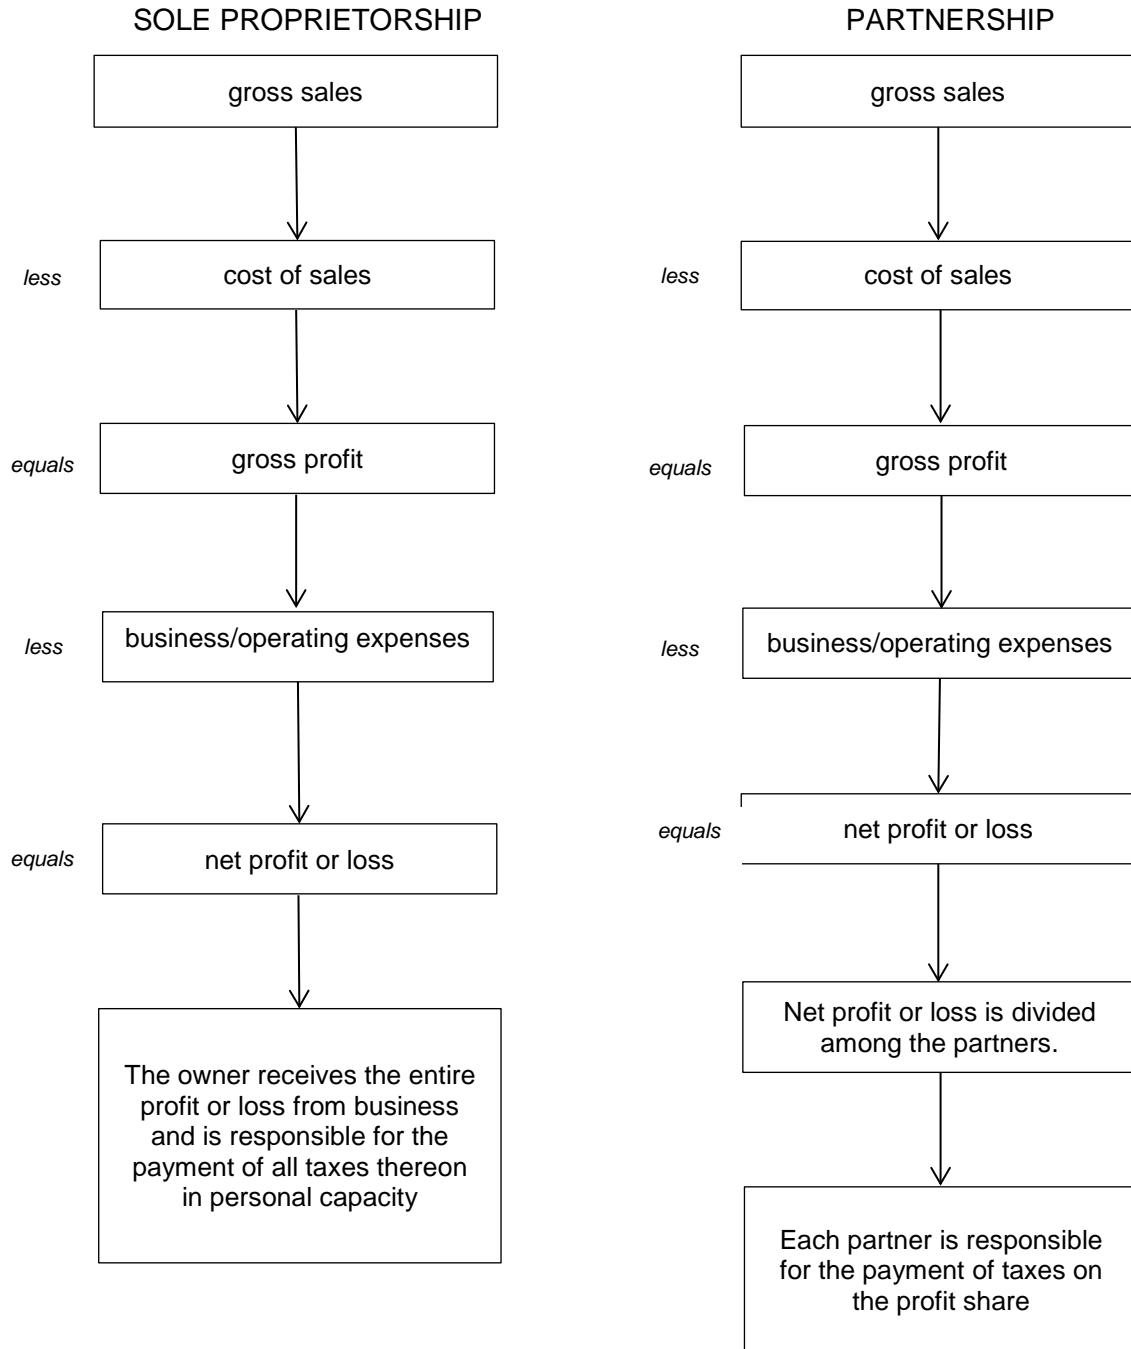 SOLE PROPRIETORSHIP
gross sales
less
cost of sales
equals
gross profit
less
business/operating expenses
equals
net profit or loss
The owner receives the entire
profit or loss from business
and is responsible for the
payment of all taxes thereon
in personal capacity
PARTNERSHIP
gross sales
less
cost of sales
equals
gross profit
less
business/operating expenses
equals
net profit or loss
Net profit or loss is divided
among the partners.
Each partner is responsible
for the payment of taxes on
the profit share